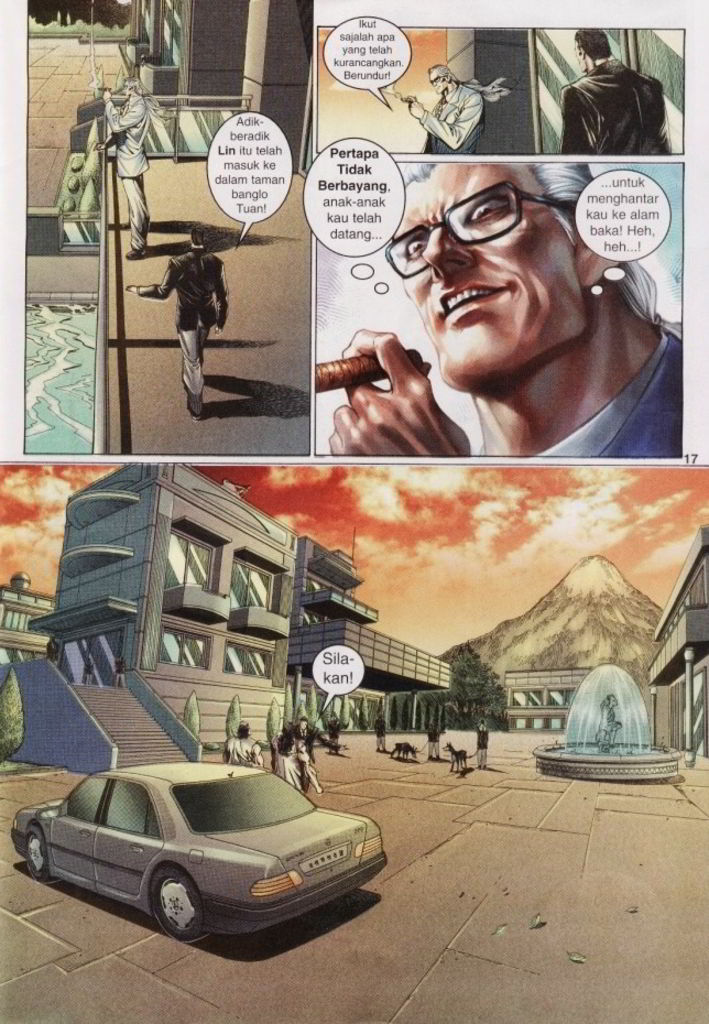 Adik-
beradik
Lin itu telah
masuk ke
dalam taman
banglo
Tuan!
Ikut
sajalah apa
yang telah
kurancangkan.
Berundur!
Pertapa
Tidak
Berbayang,
anak-anak
kau telah
datang...
...untuk
menghantar
kau ke alam
baka! Heh,
heh...!
17
Sila-
kan!